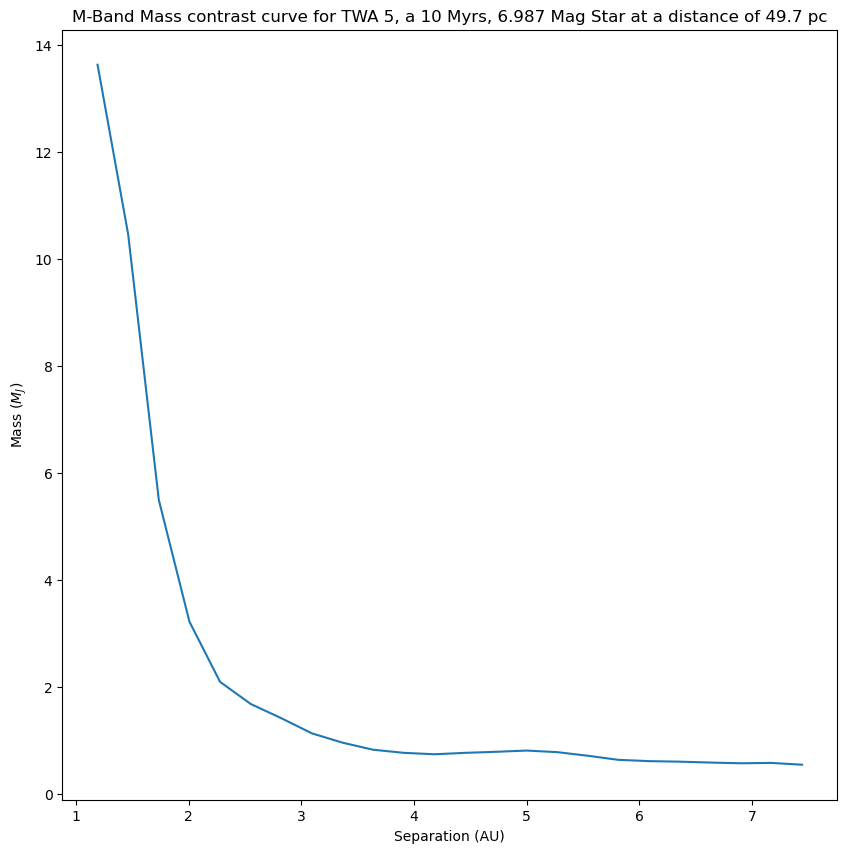 M-Band Mass contrast curve for TWA 5, a 10 Myrs, 6.987 Mag Star at a distance of 49.7 pc
14
12
10
8
6
4
2
0
Mass (M_J)
1 2 3 4 5 6 7
Separation (AU)